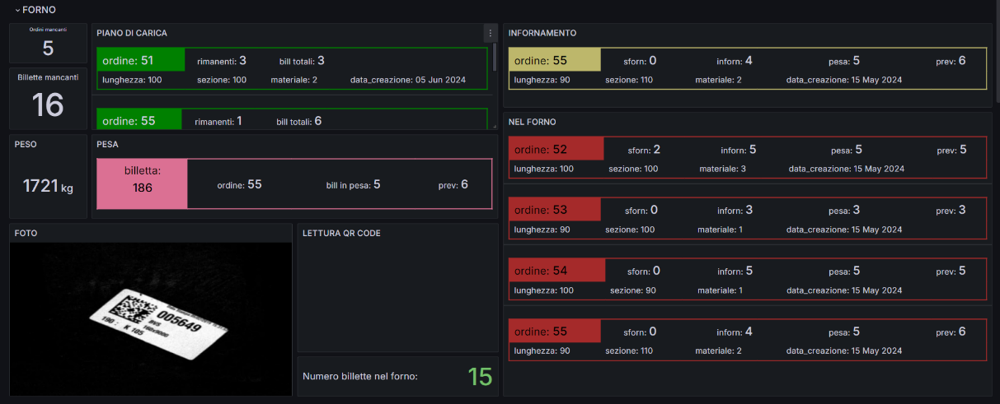 FORNO
Ordini mancanti
5
Billette mancanti
16
PIANO DI CARICA
ordine: 51 rimanenti: 3 bill totali: 3
lunghezza: 100 sezione: 100 materiale: 2 data_creazione: 05 Jun 2024
ordine: 55 rimanenti: 1 bill totali: 6
PESO
1721 kg
PESA
billetta:
186
ordine: 55 bill in pesa: 5 prev: 6
FOTO
005649
RVS
160x9000
190 : K 105
LETTURA QR CODE
Numero billette nel forno: 15
INFORNAMENTO
ordine: 55 sforn: 0 inforn: 4 pesa: 5 prev: 6
lunghezza: 90 sezione: 110 materiale: 2 data_creazione: 15 May 2024
NEL FORNO
ordine: 52 sforn: 2 inforn: 5 pesa: 5 prev: 5
lunghezza: 100 sezione: 100 materiale: 3 data_creazione: 15 May 2024
ordine: 53 sforn: 0 inforn: 3 pesa: 3 prev: 3
lunghezza: 90 sezione: 100 materiale: 1 data_creazione: 15 May 2024
ordine: 54 sforn: 0 inforn: 5 pesa: 5 prev: 5
lunghezza: 100 sezione: 90 materiale: 1 data_creazione: 15 May 2024
ordine: 55 sforn: 0 inforn: 4 pesa: 5 prev: 6
lunghezza: 90 sezione: 110 materiale: 2 data_creazione: 15 May 2024